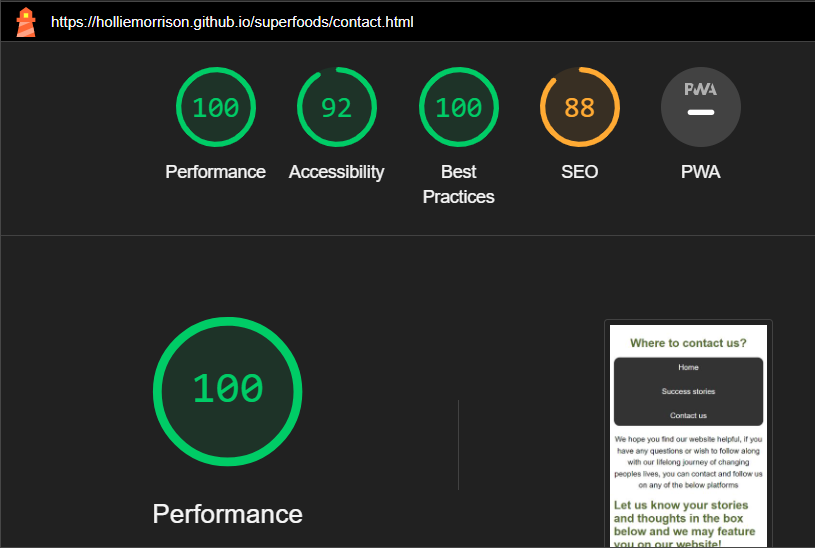 https://holliemorrison.github.io/superfoods/contact.html
100
92
100
88
PWA
Performance
Accessibility
Best
Practices
SEO
PWA
100
Performance
Where to contact us?
Home
Success stories
Contact us
We hope you find our website helpful, if you
have any questions or wish to follow along
with our lifelong journey of changing
peoples lives, you can contact and follow us
on any of the below platforms
Let us know your stories
and thoughts in the box
below and we may feature
you on our website!